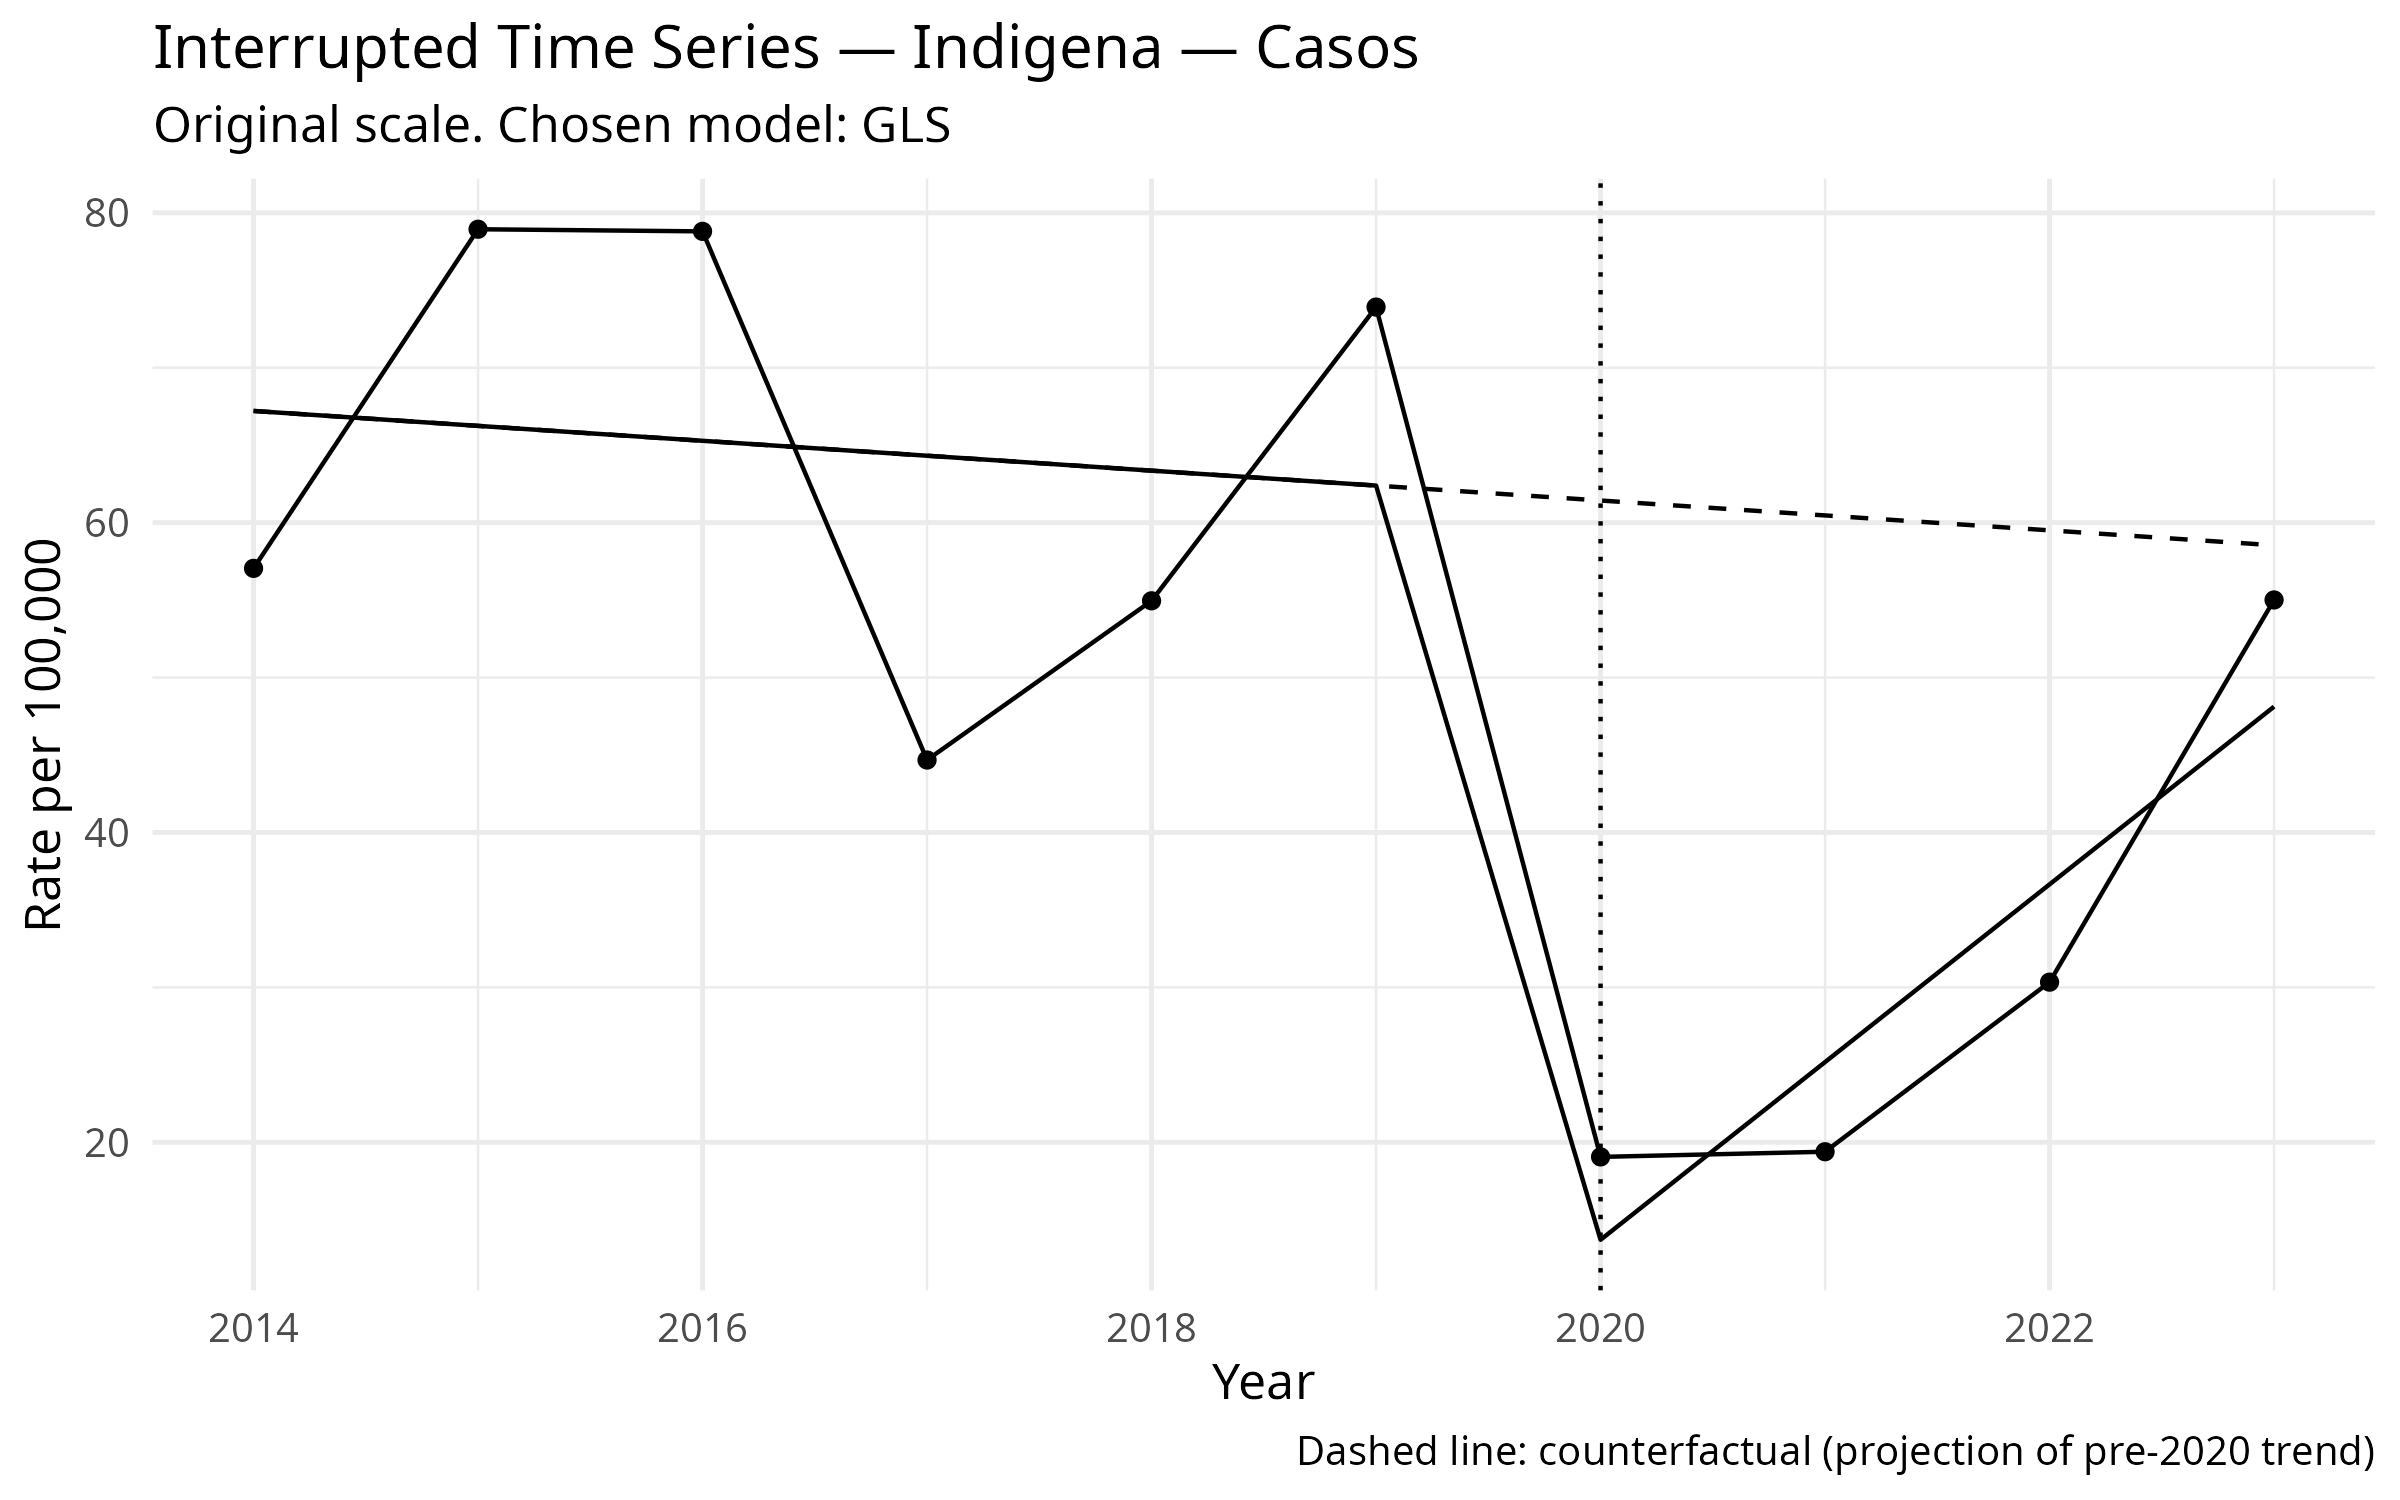 Interrupted Time Series — Indigena — Casos
Original scale. Chosen model: GLS
Rate per 100,000
80
60
40
20
2014
2016
2018
2020
2022
Year
Dashed line: counterfactual (projection of pre-2020 trend)